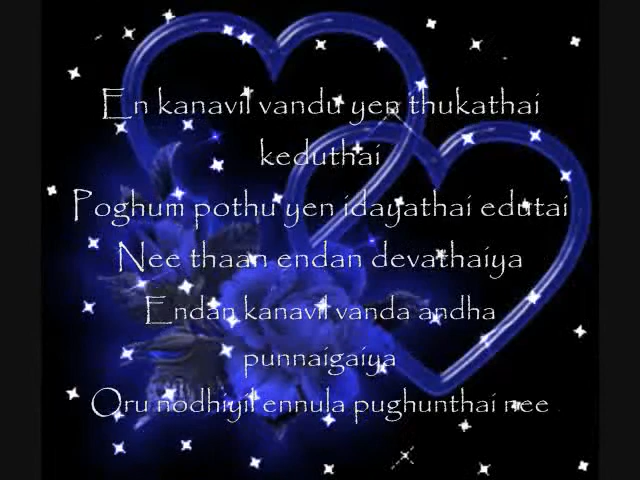 En kanavil vandu yen thukathai
keduthai
Poghum pothu yen idayathai edutai
Nee thaan endan devathaiya
Endan kanavil vanda andha
punnaigaiya
Oru nodhiyil ennula pughunthai nee